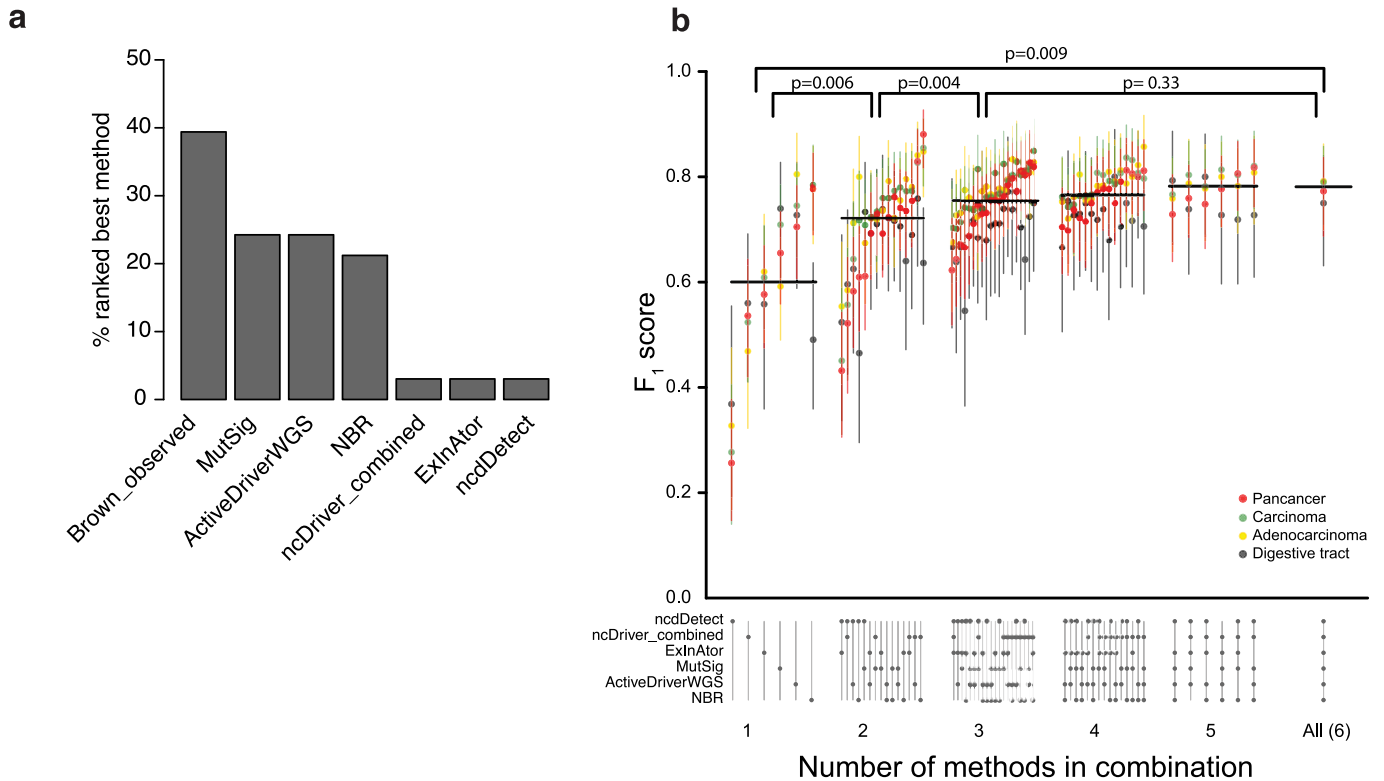 a
% ranked best method
50
40
30
20
10
0
Brown_observed
MutSig
ActiveDriverWGS
NBR
ncDriver_combined
ExInAtor
ncdDetect
b
p=0.009
p=0.006
p=0.004
p= 0.33
F1 score
1.0
0.8
0.6
0.4
0.2
0.0
Pancancer
Carcinoma
Adenocarcinoma
Digestive tract
ncdDetect
ncDriver_combined
ExInAtor
MutSig
ActiveDriverWGS
NBR
1 2 3 4 5 All (6)
Number of methods in combination